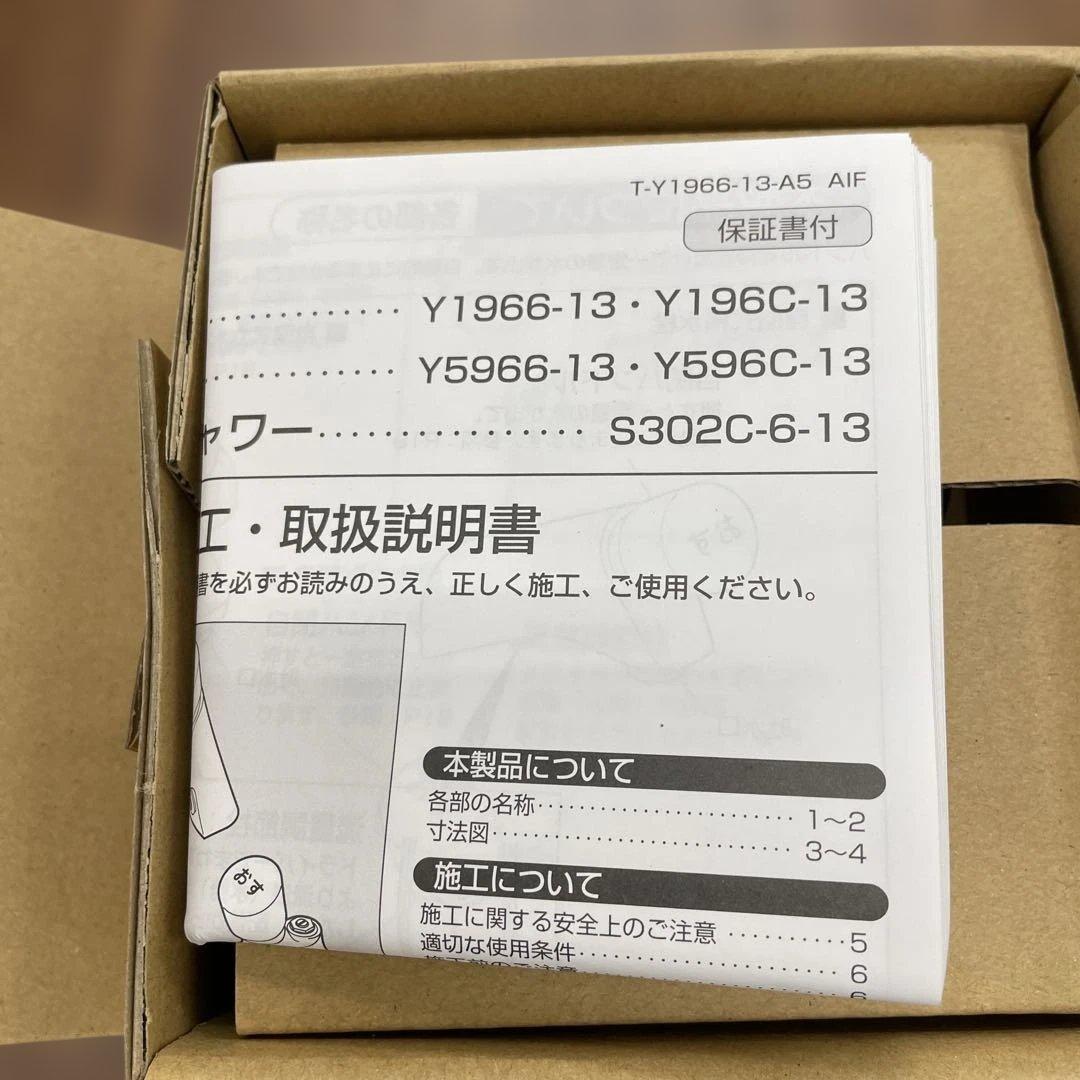 T-Y1966-13-A5 AIF
保証書付
............. Y1966-13・Y196C-13
............. Y5966-13・Y596C-13
ャワー................ S302C-6-13
工・取扱説明書
書を必ずお読みのうえ、正しく施工、ご使用ください。
本製品について
各部の名称........................ 1〜2
寸法図............................ 3〜4
施工について
施工に関する安全上のご注意 .......... 5
適切な使用条件........................ 6
6
おす